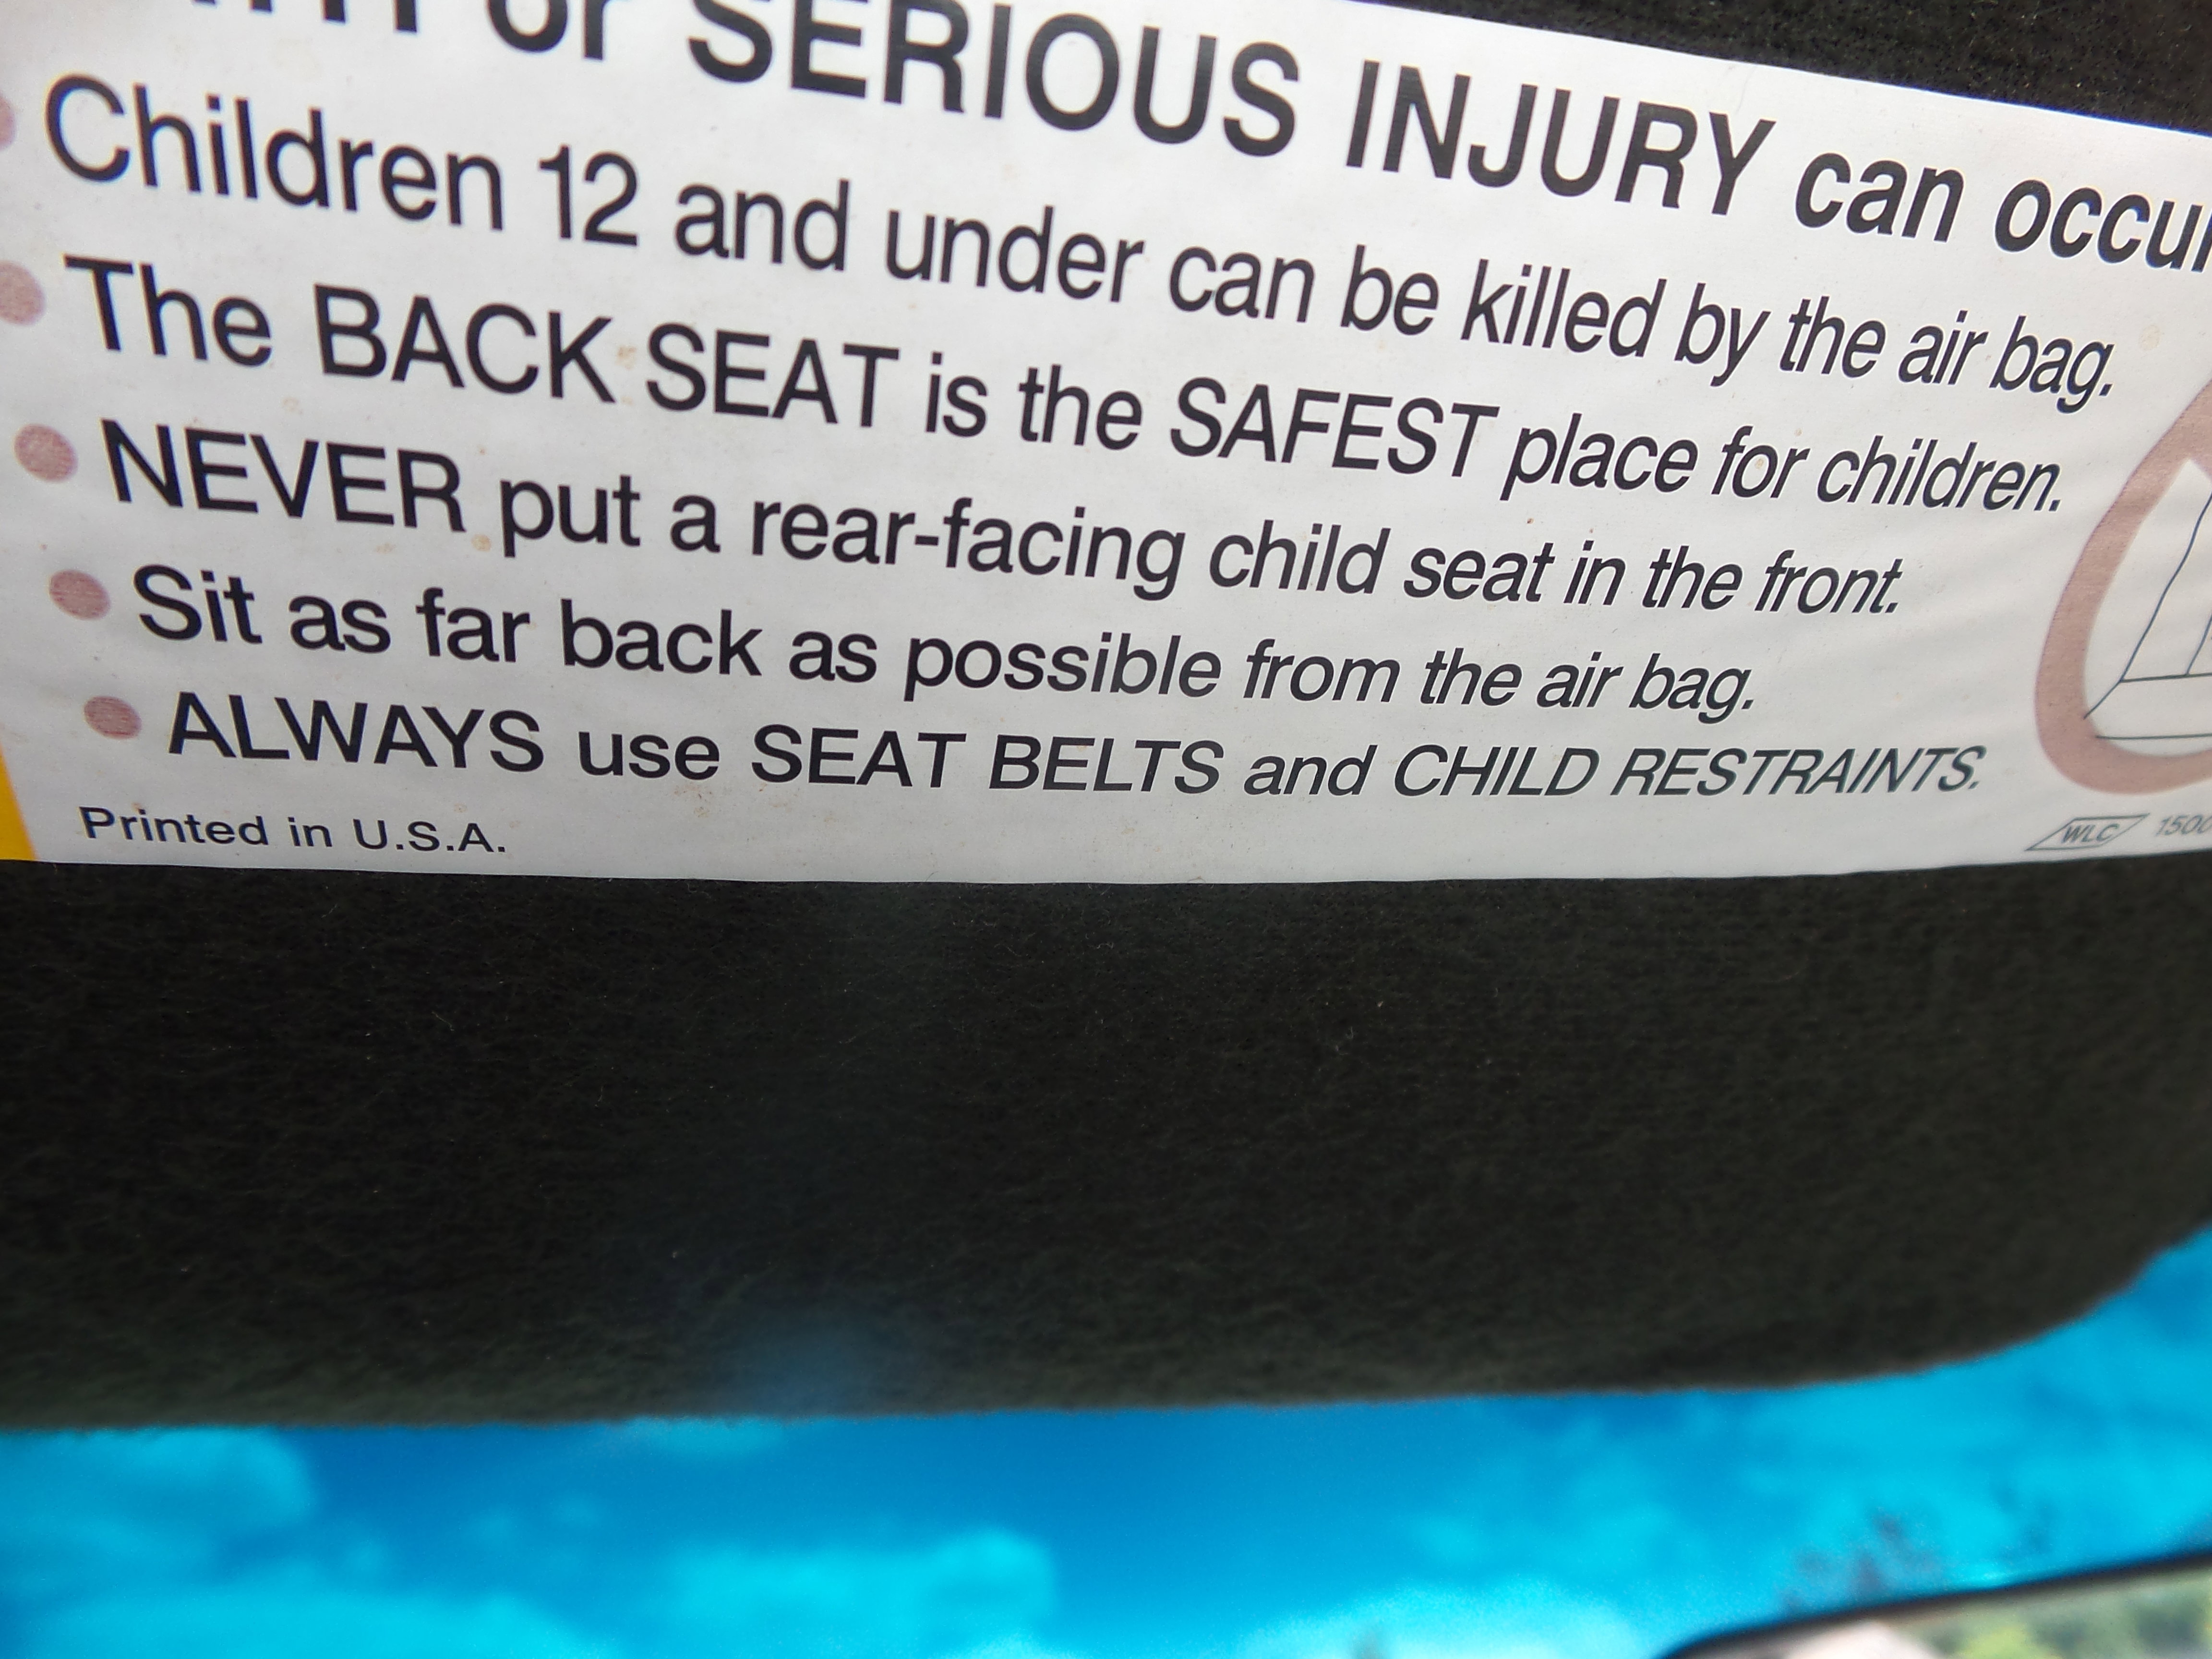 or SERIOUS INJURY can occur
Children 12 and under can be killed by the air bag.
The BACK SEAT is the SAFEST place for children.
NEVER put a rear-facing child seat in the front.
Sit as far back as possible from the air bag.
ALWAYS use SEAT BELTS and CHILD RESTRAINTS.
Printed in U.S.A.
WLC